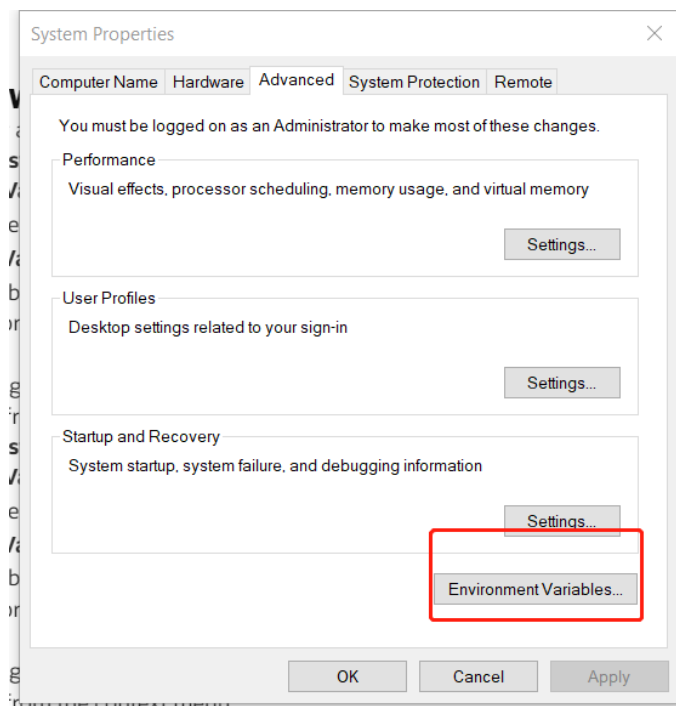 System Properties
Computer Name Hardware Advanced System Protection Remote
You must be logged on as an Administrator to make most of these changes.
Performance
Visual effects, processor scheduling, memory usage, and virtual memory
Settings...
User Profiles
Desktop settings related to your sign-in
Settings...
Startup and Recovery
System startup, system failure, and debugging information
Settings...
Environment Variables...
OK Cancel Apply